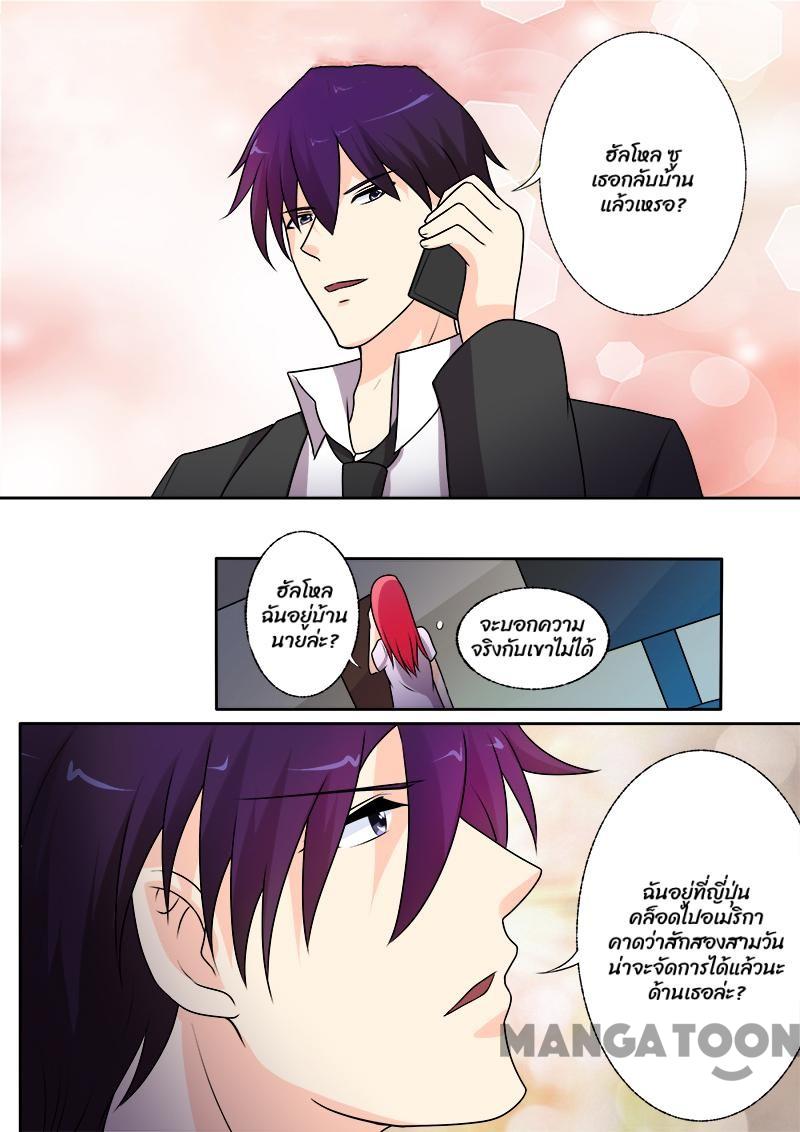 ฮัลโหล ซู
เธอกลับบ้าน
แล้วเหรอ?
ฮัลโหล
ฉันอยู่บ้าน
นายล่ะ?
จะบอกความ
จริงกับเขาไม่ได้
ฉันอยู่ที่ญี่ปุ่น
คล็อดไปอเมริกา
คาดว่าสักสองสามวัน
น่าจะจัดการได้แล้วนะ
ด้านเธอล่ะ?
MANGATOON